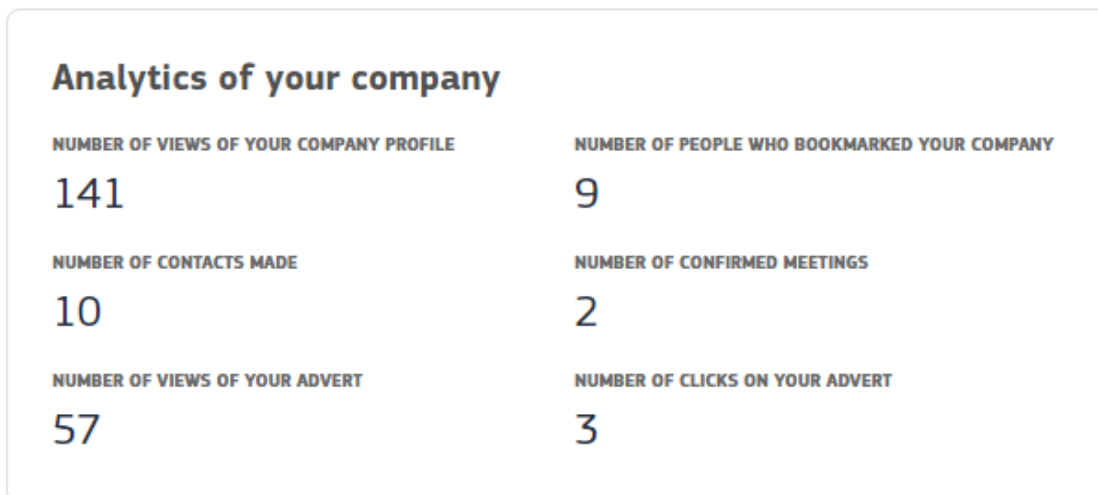 Analytics of your company
NUMBER OF VIEWS OF YOUR COMPANY PROFILE
141
NUMBER OF PEOPLE WHO BOOKMARKED YOUR COMPANY
9
NUMBER OF CONTACTS MADE
10
NUMBER OF CONFIRMED MEETINGS
2
NUMBER OF VIEWS OF YOUR ADVERT
57
NUMBER OF CLICKS ON YOUR ADVERT
3